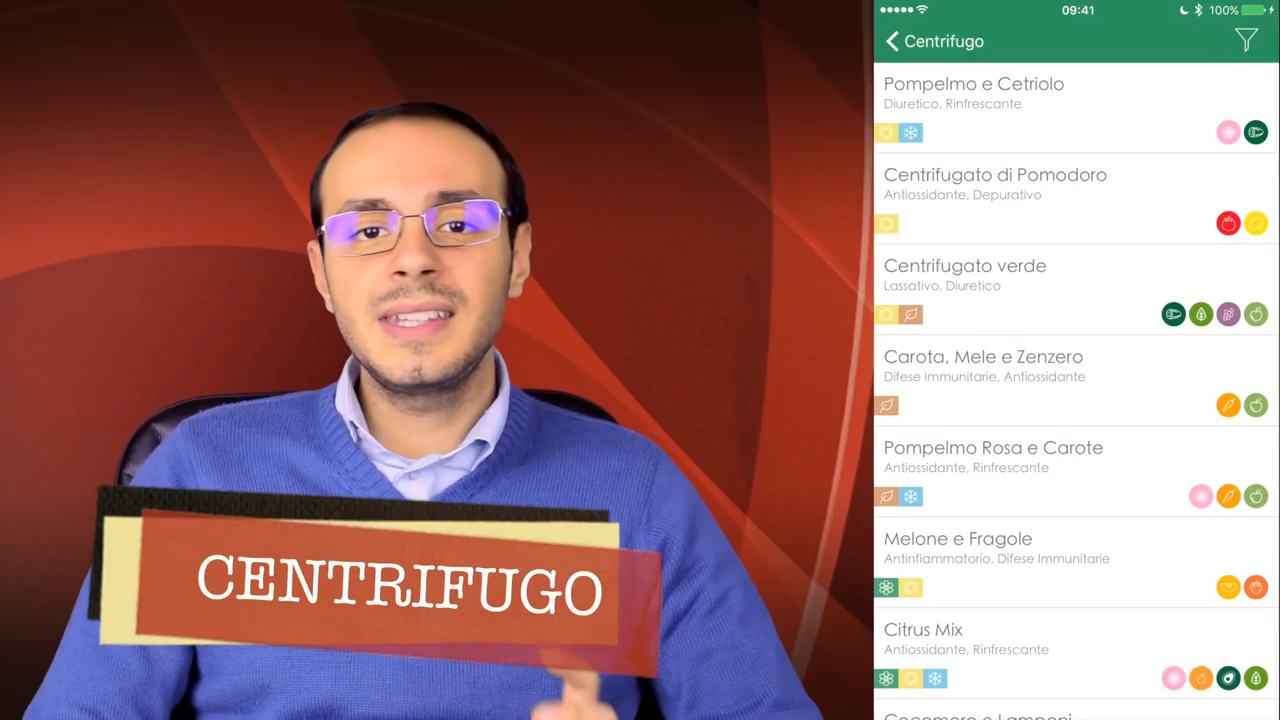 CENTRIFUGO
09:41
100%
Centrifugo
Pompelmo e Cetriolo
Diuretico, Rinfrescante
Centrifugato di Pomodoro
Antiossidante, Depurativo
Centrifugato verde
Lassativo, Diuretico
Carota, Mele e Zenzero
Difese Immunitarie, Antiossidante
Pompelmo Rosa e Carote
Antiossidante, Rinfrescante
Melone e Fragole
Antinfiammatorio, Difese Immunitarie
Citrus Mix
Antiossidante, Rinfrescante
Cocomero e Lamponi